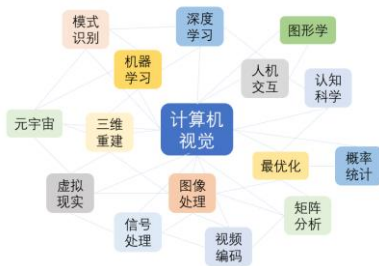 模式
识别
深度
学习
图形学
机器
学习
人机
交互
认知
科学
元宇宙
三维
重建
计算机
视觉
最优化
概率
统计
虚拟
现实
图像
处理
矩阵
分析
信号
处理
视频
编码